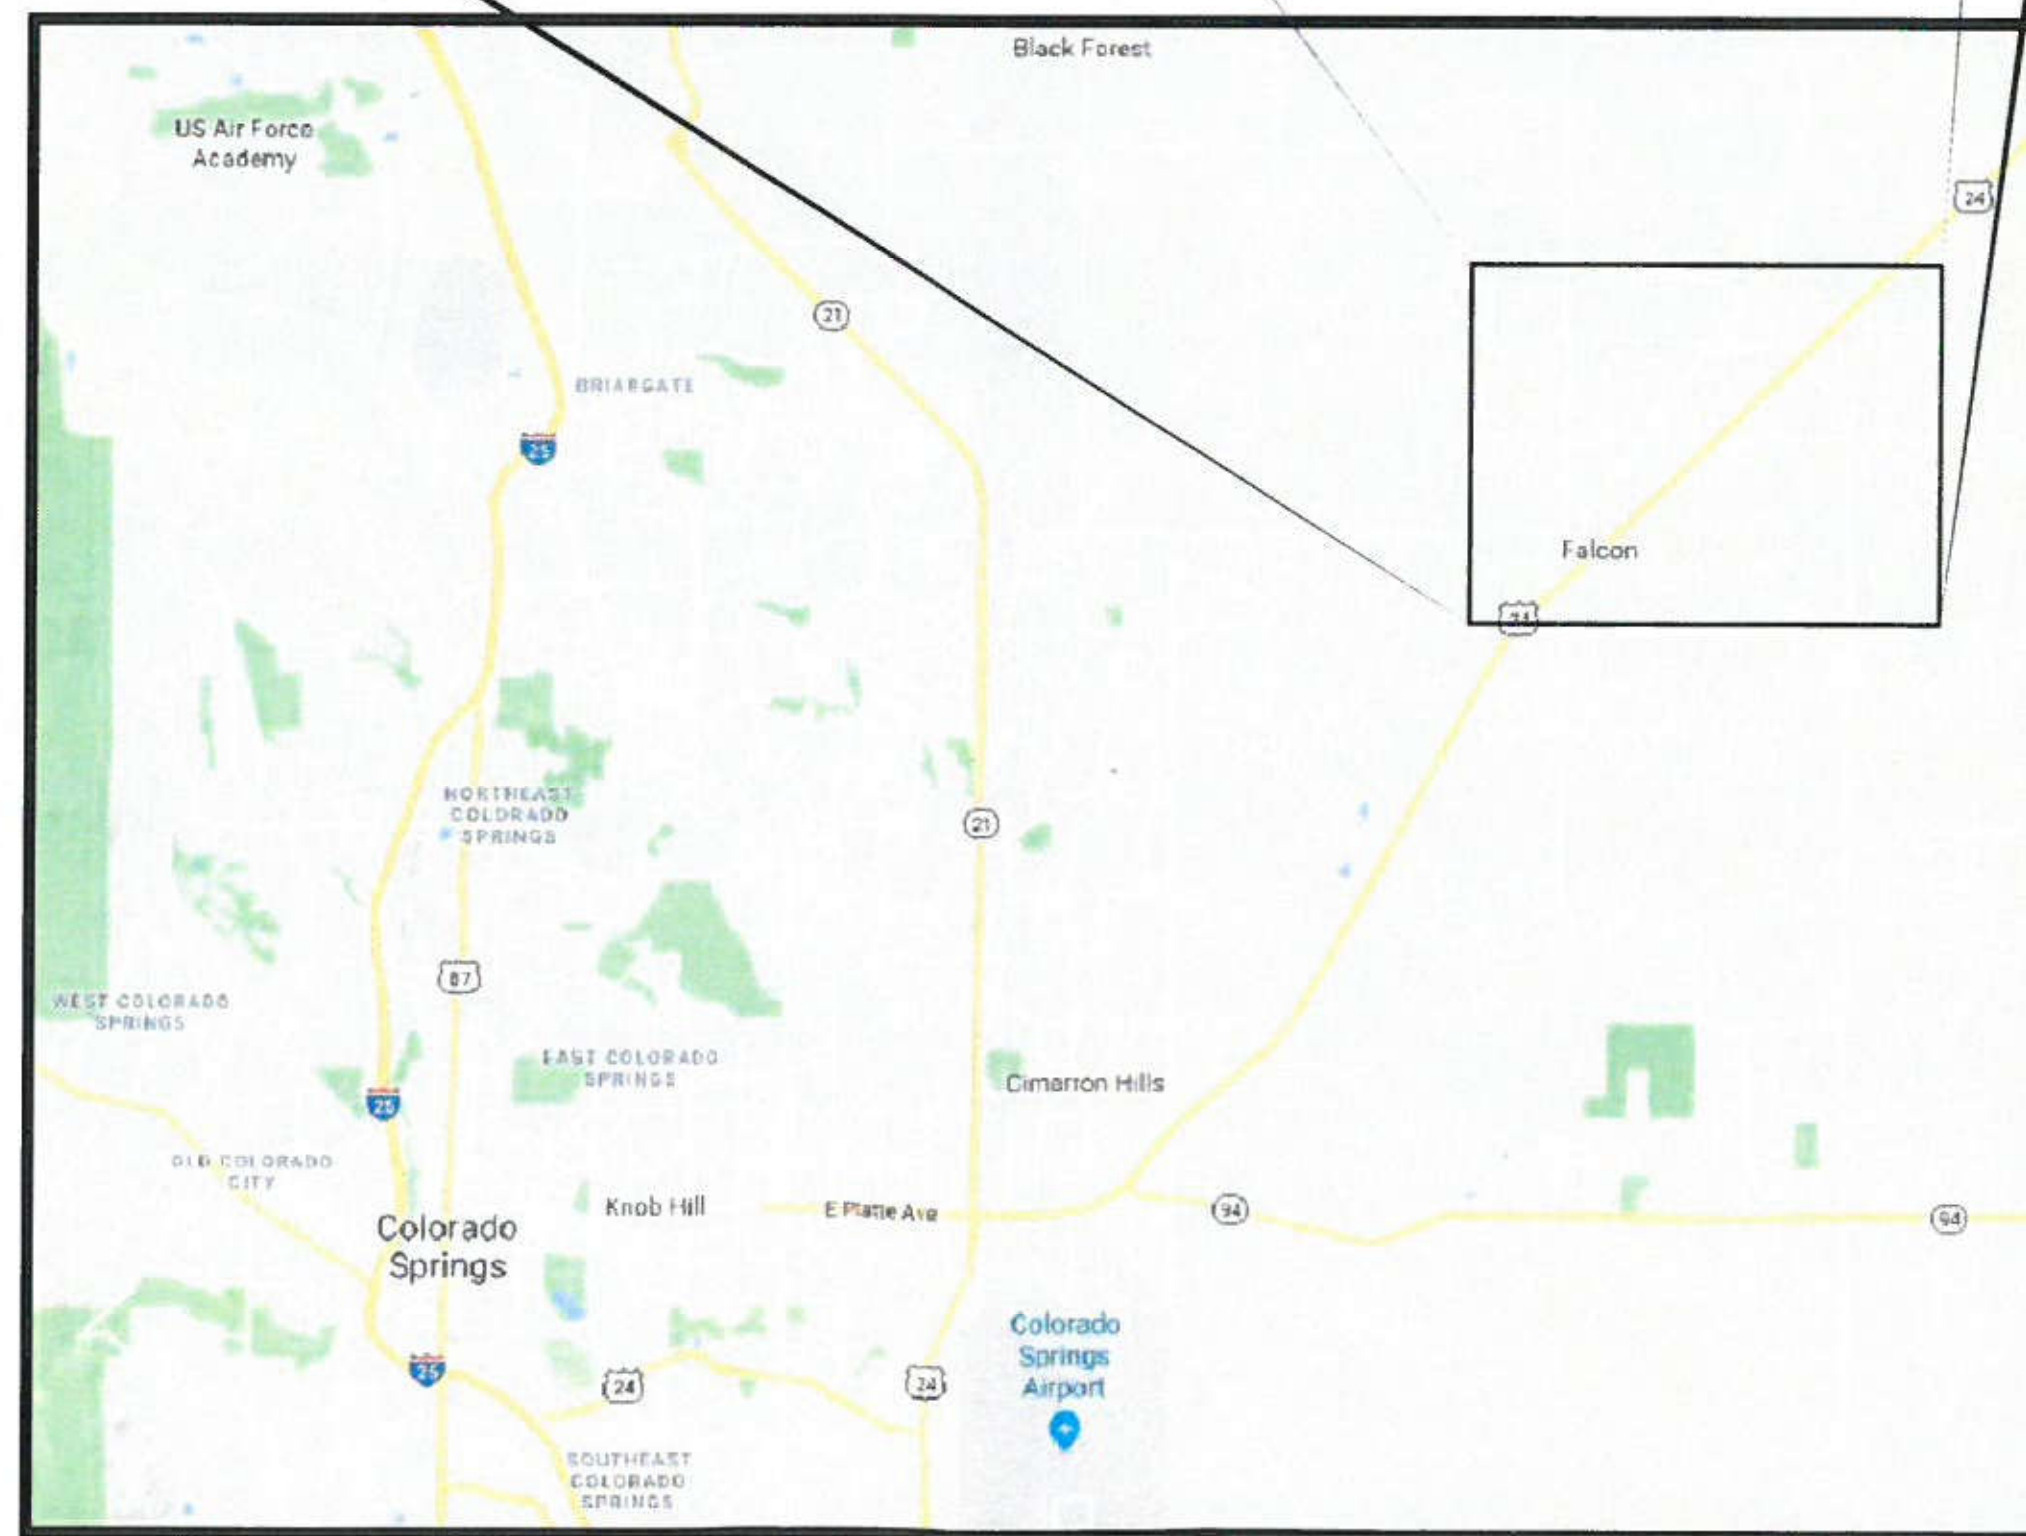 Black Forest
US Air Force
Academy
24
21
BRIARGATE
25
Falcon
24
NORTHEAST
COLORADO
SPRINGS
21
87
WEST COLORADO
SPRINGS
EAST COLORADO
SPRINGS
Cimarron Hills
25
OLD COLORADO
CITY
Knob Hill
E Platte Ave
94
94
Colorado
Springs
Colorado
Springs
Airport
25
24
24
SOUTHEAST
COLORADO
SPRINGS